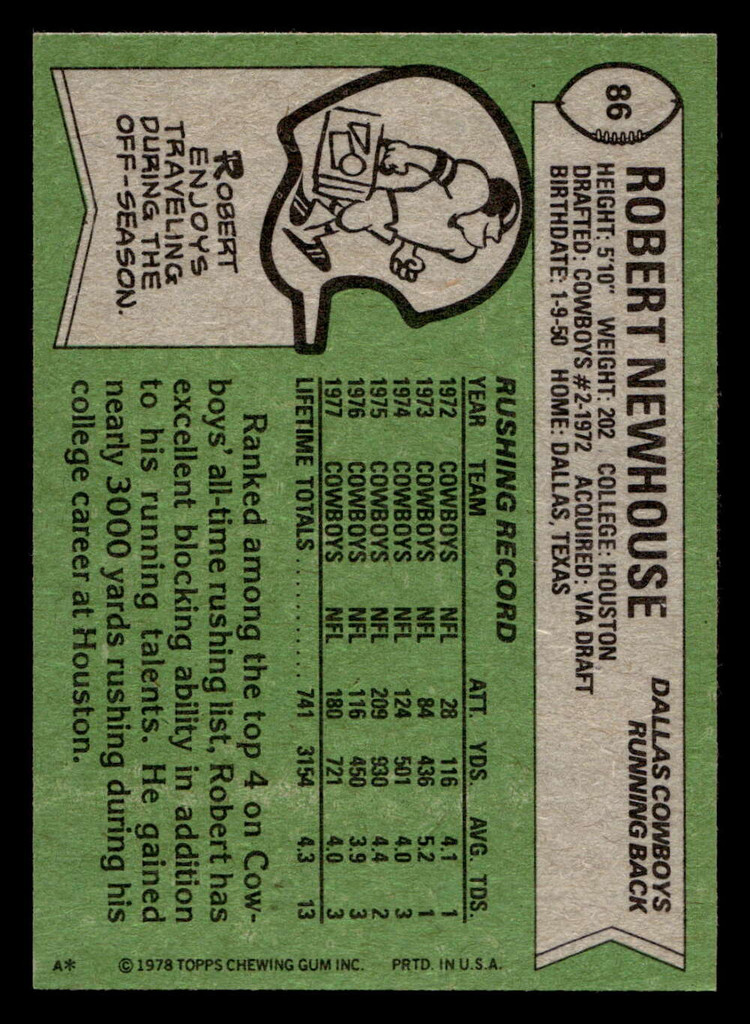 86
ROBERT NEWHOUSE
DALLAS COWBOYS
RUNNING BACK
HEIGHT: 5'10" WEIGHT: 202 COLLEGE: HOUSTON
DRAFTED: COWBOYS #2-1972 ACQUIRED: VIA DRAFT
BIRTHDATE: 1-9-50 HOME: DALLAS, TEXAS
ROBERT
ENJOYS
TRAVELING
DURING THE
OFF-SEASON.
RUSHING RECORD
YEAR TEAM ATT. YDS. AVG. TDS.
1972 COWBOYS NFL 28 116 4.1 1
1973 COWBOYS NFL 84 436 5.2 1
1974 COWBOYS NFL 124 501 4.0 3
1975 COWBOYS NFL 209 930 4.4 2
1976 COWBOYS NFL 116 450 3.9 3
1977 COWBOYS NFL 180 721 4.0 3
LIFETIME TOTALS ............ 741 3154 4.3 13
Ranked among the top 4 on Cow-
boys' all-time rushing list, Robert has
excellent blocking ability in addition
to his running talents. He gained
nearly 3000 yards rushing during his
college career at Houston.
A* © 1978 TOPPS CHEWING GUM INC. PRTD. IN U.S.A.